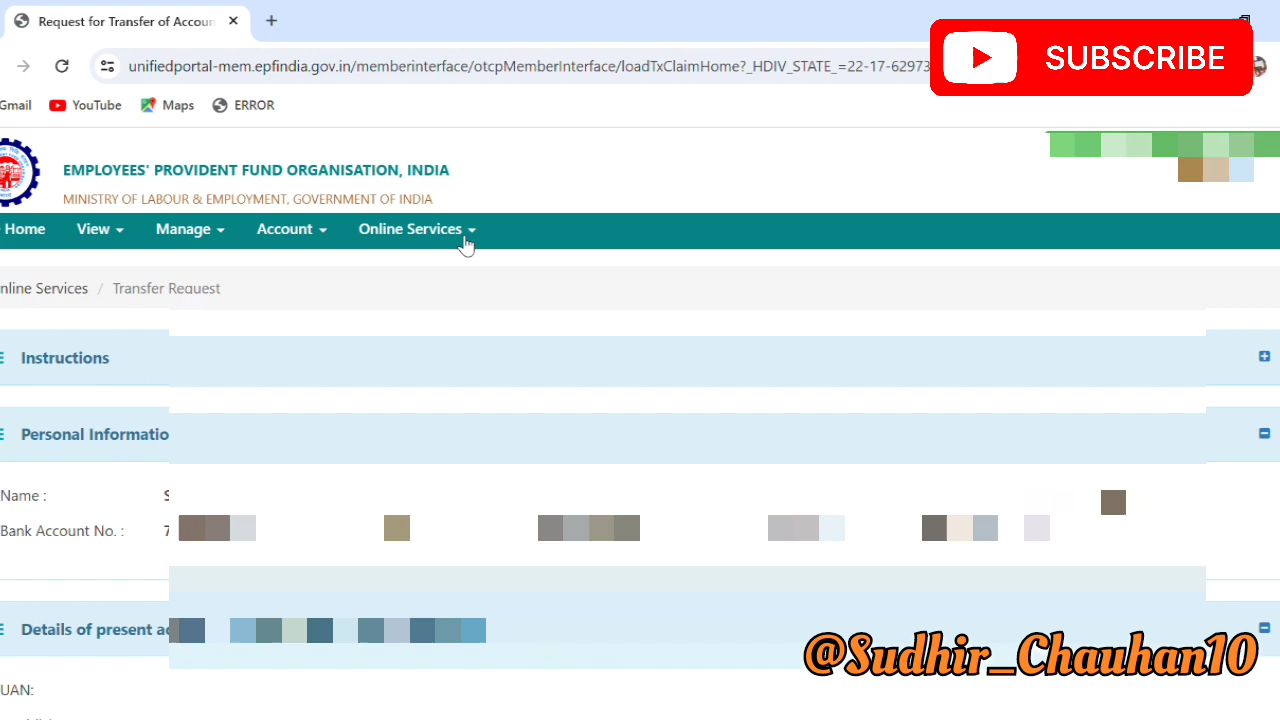 Request for Transfer of Accoun
SUBSCRIBE
unifiedportal-mem.epfindia.gov.in/memberinterface/otcpMemberInterface/loadTxClaimHome?_HDIV_STATE_=22-17-62973
Gmail YouTube Maps ERROR
EMPLOYEES' PROVIDENT FUND ORGANISATION, INDIA
MINISTRY OF LABOUR & EMPLOYMENT, GOVERNMENT OF INDIA
Home View Manage Account Online Services
nline Services / Transfer Request
Instructions
Personal Informatio
Name : S
Bank Account No. : 7
Details of present ac
@Sudhir_Chauhan10
UAN: